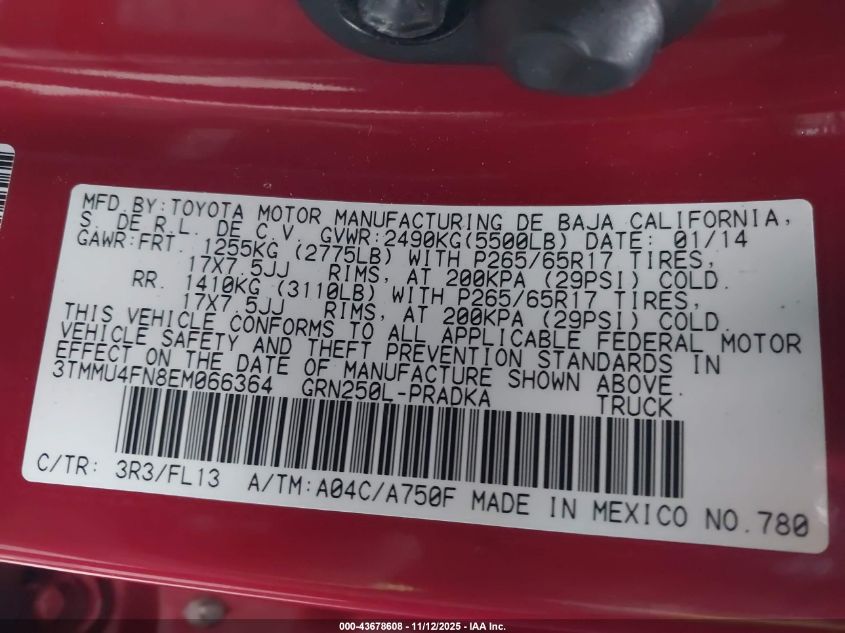 MFD.BY:TOYOTA MOTOR MANUFACTURING DE BAJA CALIFORNIA,
S. DE R.L. DE C.V. GVWR:2490KG(5500LB) DATE: 01/14
GAWR:FRT. 1255KG (2775LB) WITH P265/65R17 TIRES,
17X7.5JJ RIMS, AT 200KPA (29PSI) COLD.
RR. 1410KG (3110LB) WITH P265/65R17 TIRES,
17X7.5JJ RIMS, AT 200KPA (29PSI) COLD.
THIS VEHICLE CONFORMS TO ALL APPLICABLE FEDERAL MOTOR
VEHICLE SAFETY AND THEFT PREVENTION STANDARDS IN
EFFECT ON THE DATE OF MANUFACTURE SHOWN ABOVE.
3TMMU4FN8EM066364 GRN250L-PRADKA TRUCK
C/TR: 3R3/FL13 A/TM:A04C/A750F MADE IN MEXICO NO.780
000-43678608 - 11/12/2025 - IAA Inc.